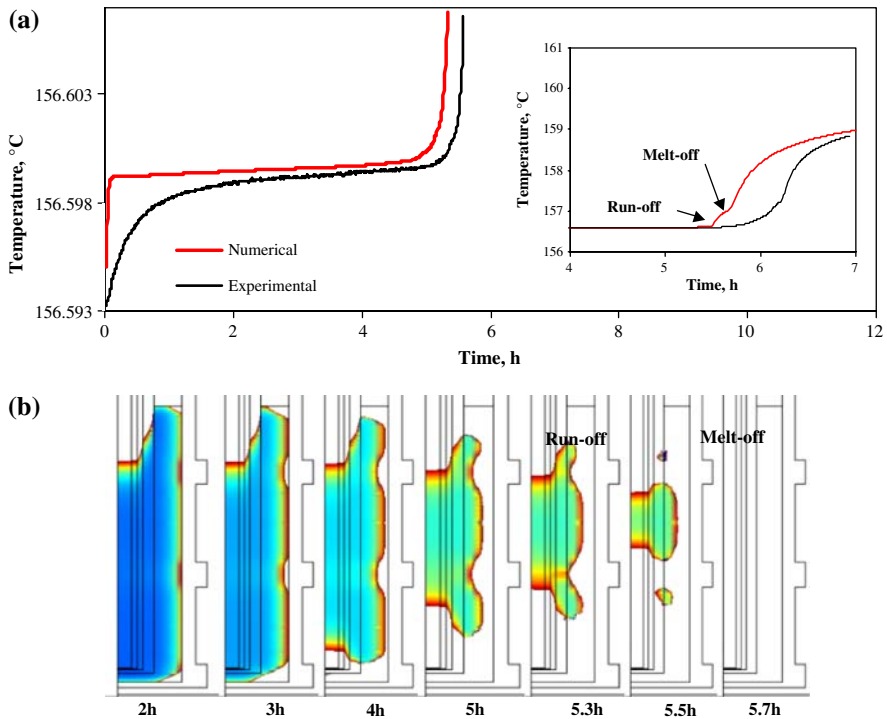 (a)
Temperature, °C
156.603
156.598
156.593
0
2
4
6
8
10
12
Time, h
Numerical
Experimental
Temperature, °C
161
160
159
158
157
156
4
5
6
7
Time, h
Melt-off
Run-off
(b)
Run-off
Melt-off
2h
3h
4h
5h
5.3h
5.5h
5.7h